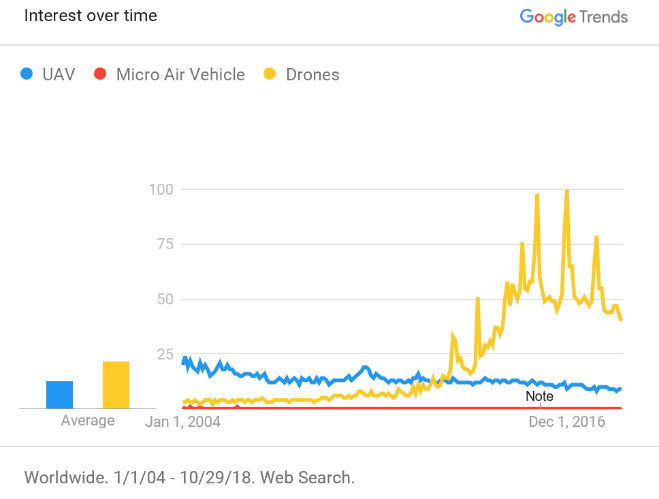 Interest over time
Google Trends
UAV Micro Air Vehicle Drones
100
75
50
25
Note
Average
Jan 1, 2004
Dec 1, 2016
Worldwide. 1/1/04 - 10/29/18. Web Search.